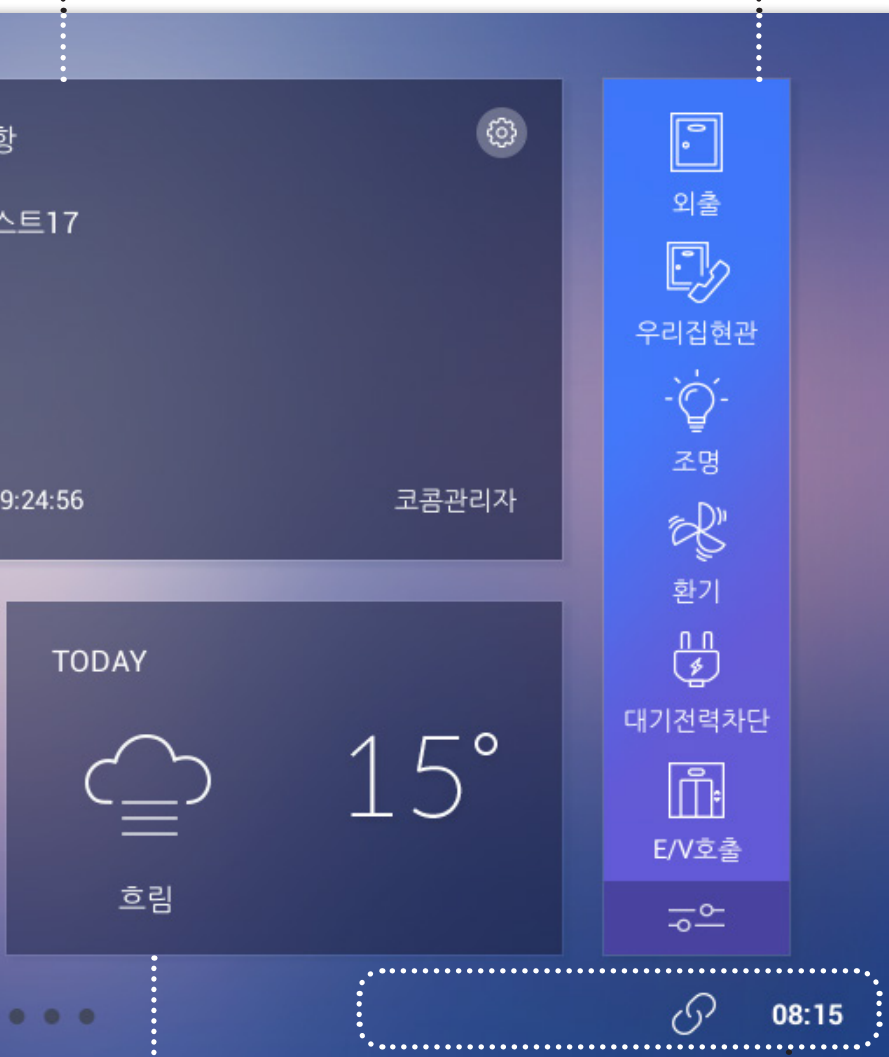 항
스트17
9:24:56
코콤관리자
TODAY
15°
흐림
외출
우리집현관
조명
환기
대기전력차단
E/V호출
08:15